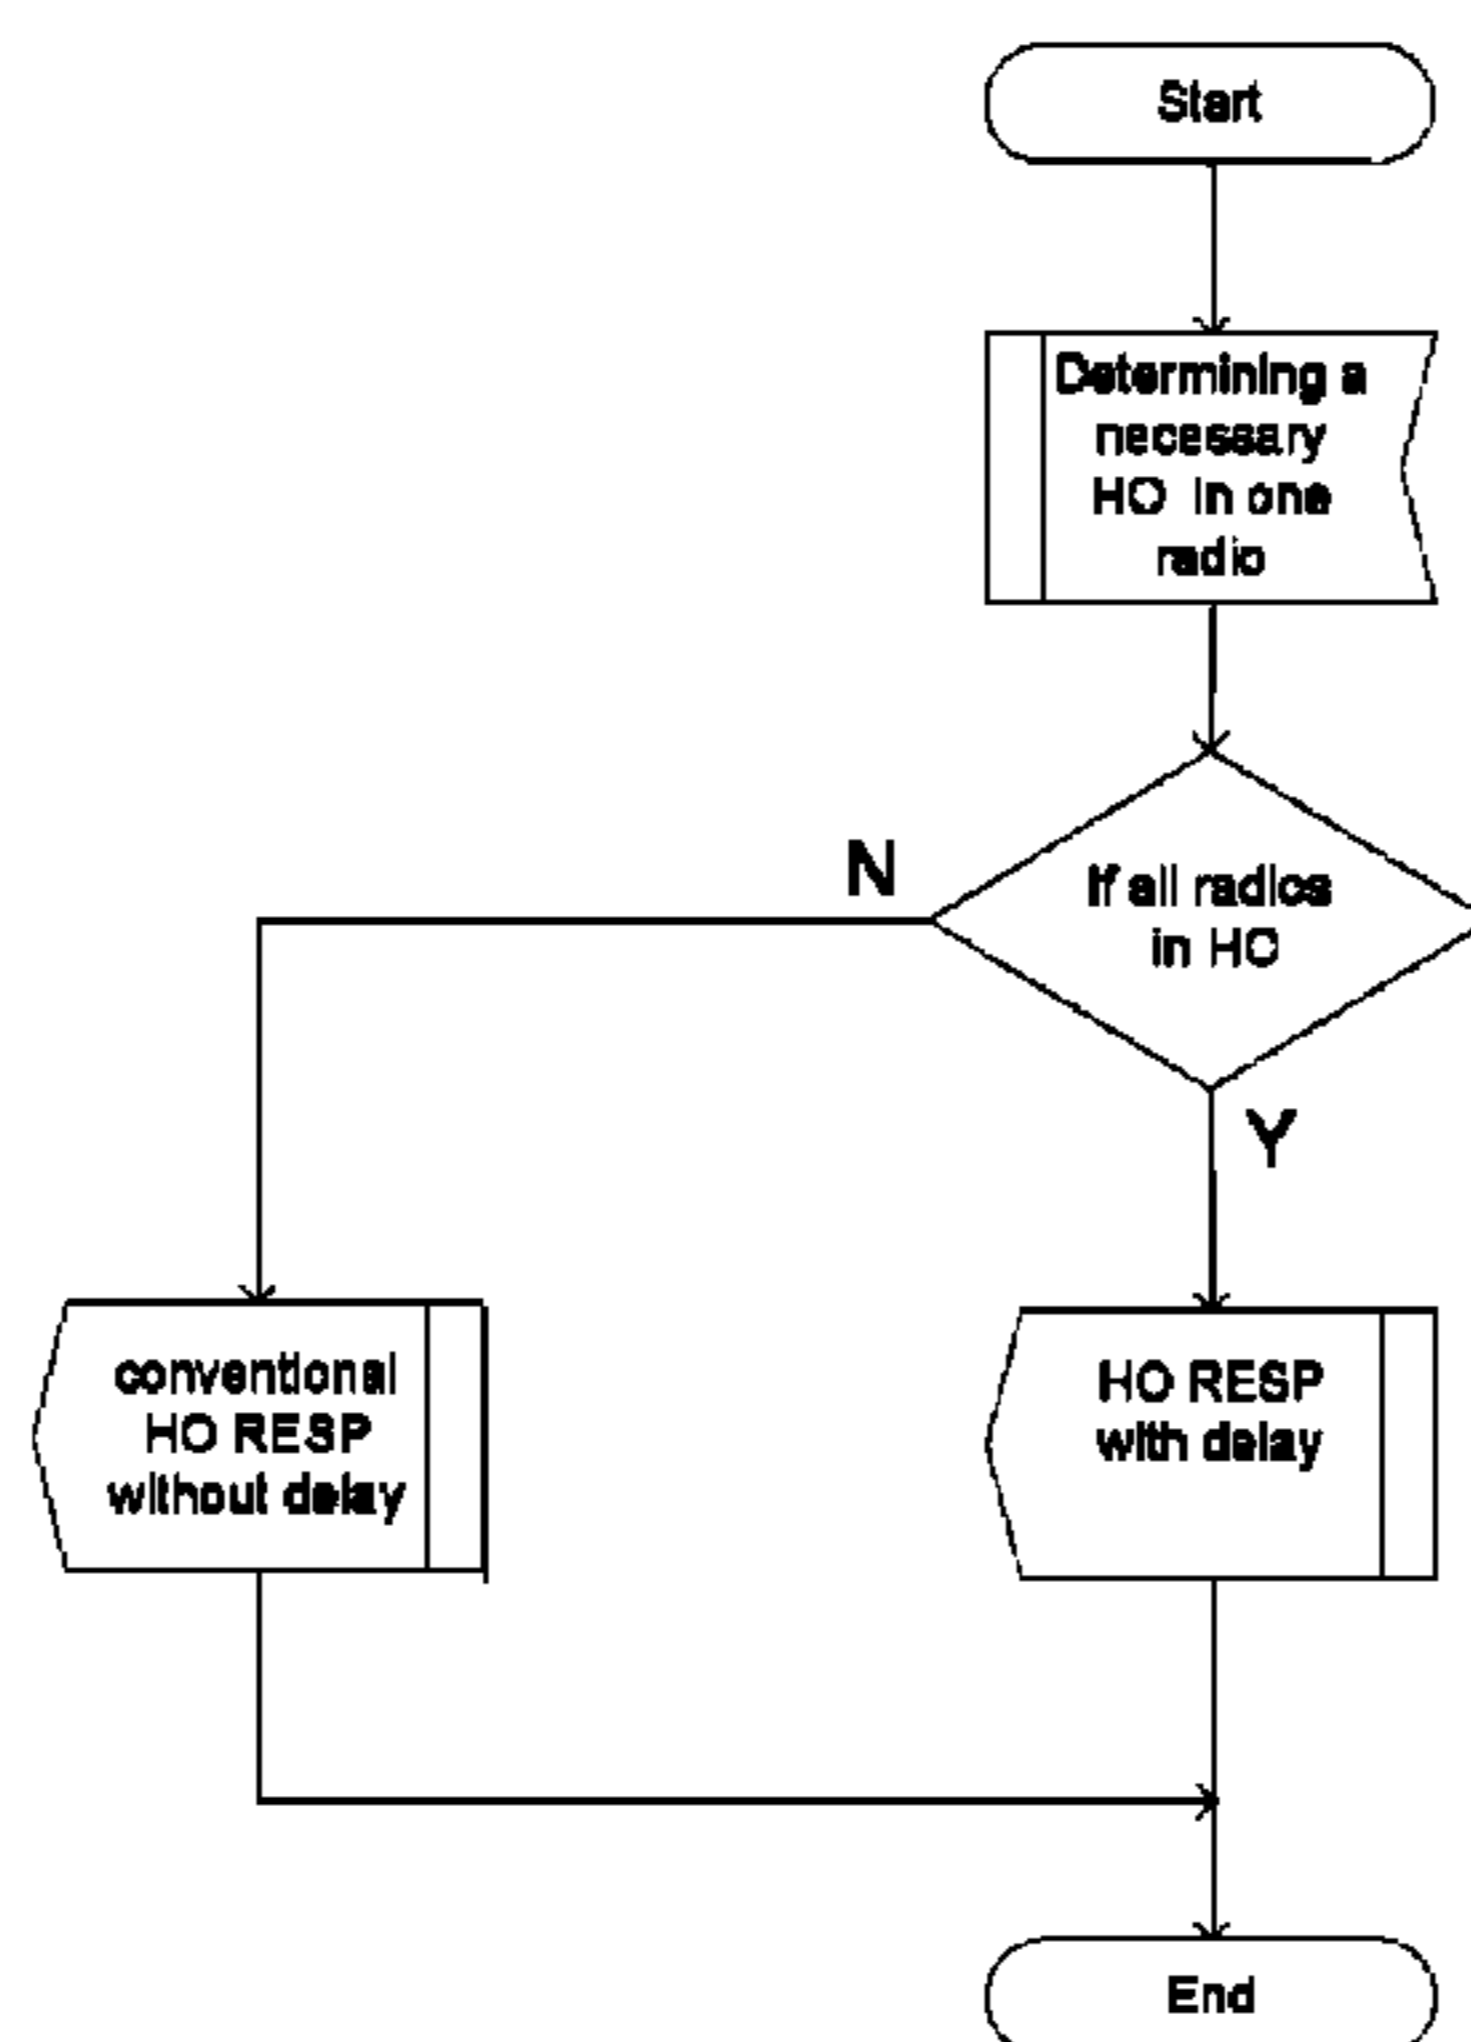 Start
Determining a
necessary
HO in one
radio
N
If all radios
in HO
Y
conventional
HO RESP
without delay
HO RESP
with delay
End